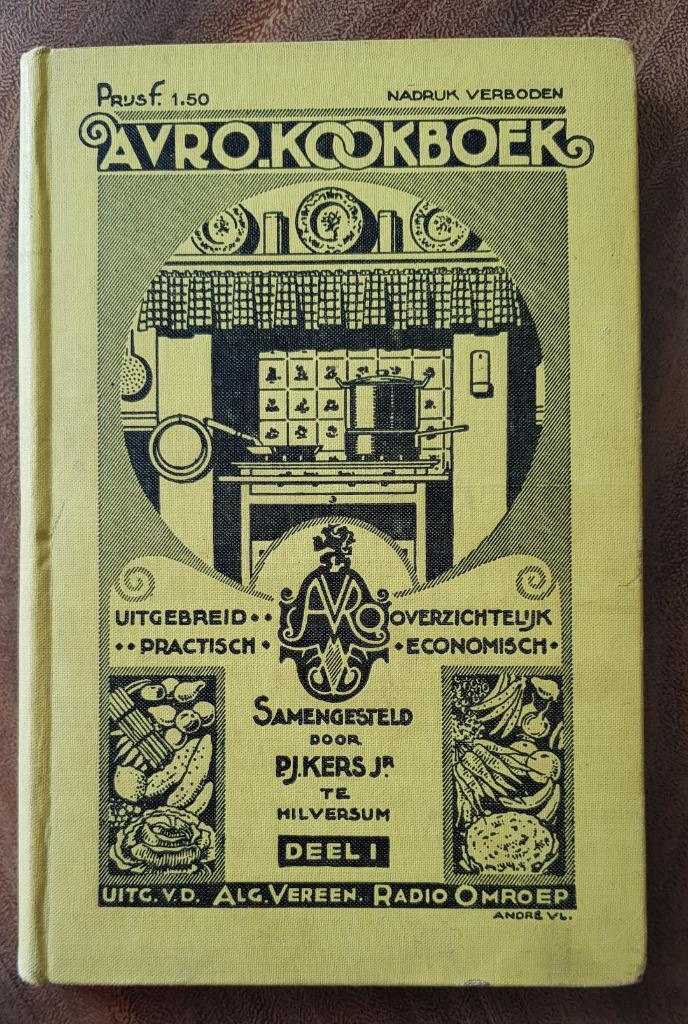 PRIJS F. 1.50
NADRUK VERBODEN
AVRO-KOOKBOEK
AVRO
UITGEBREID·· OVERZICHTELIJK
··PRACTISCH· ·ECONOMISCH·
SAMENGESTELD
DOOR
P.J. KERS JR
TE
HILVERSUM
DEEL I
UITG. V.D. ALG. VEREEN. RADIO OMROEP
ANDRÉ VL.